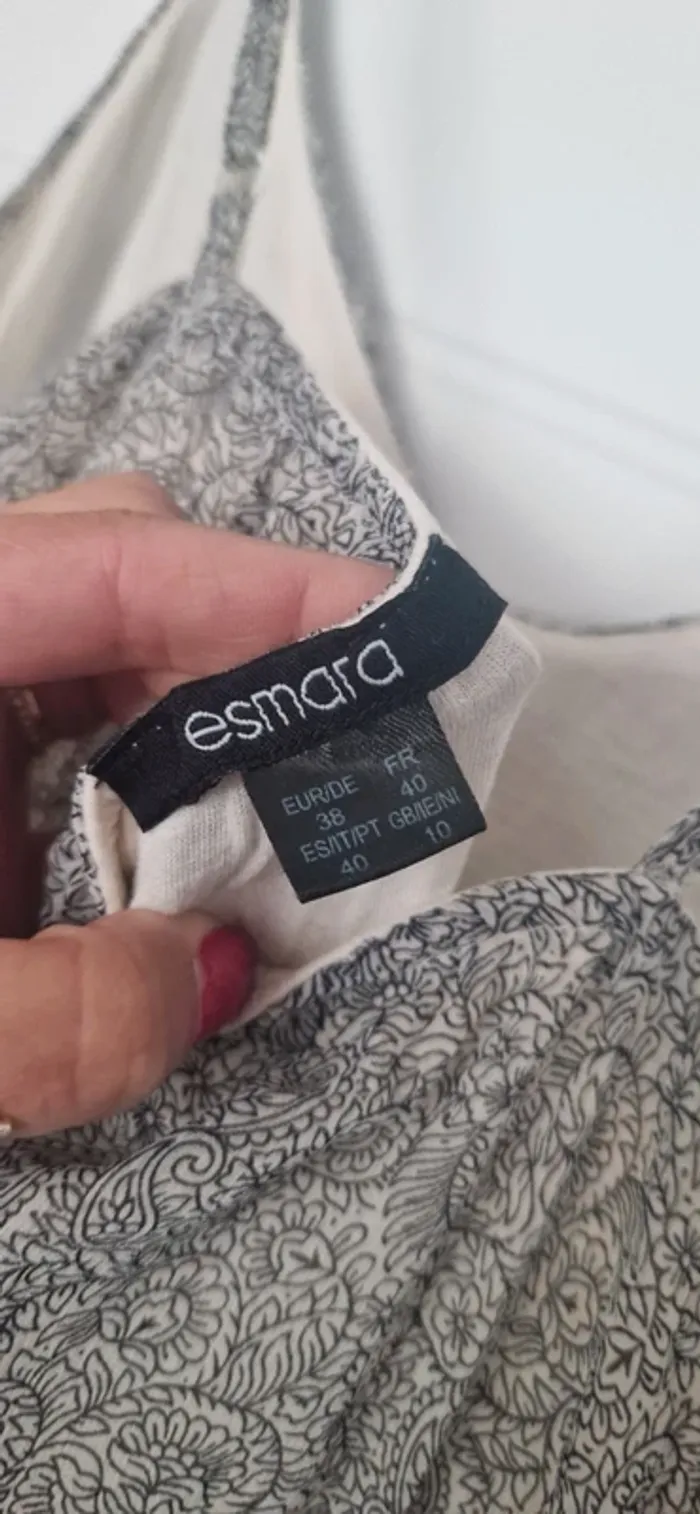 esmara
EUR/DE FR
38 40
ES/IT/PT GB/IE/NI
40 10